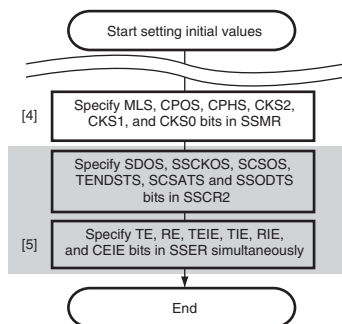 Start setting initial values
[4]
Specify MLS, CPOS, CPHS, CKS2,
CKS1, and CKS0 bits in SSMR
Specify SDOS, SSCKOS, SCSOS,
TENDSTS, SCSATS and SSODTS
bits in SSCR2
[5]
Specify TE, RE, TEIE, TIE, RIE,
and CEIE bits in SSER simultaneously
End